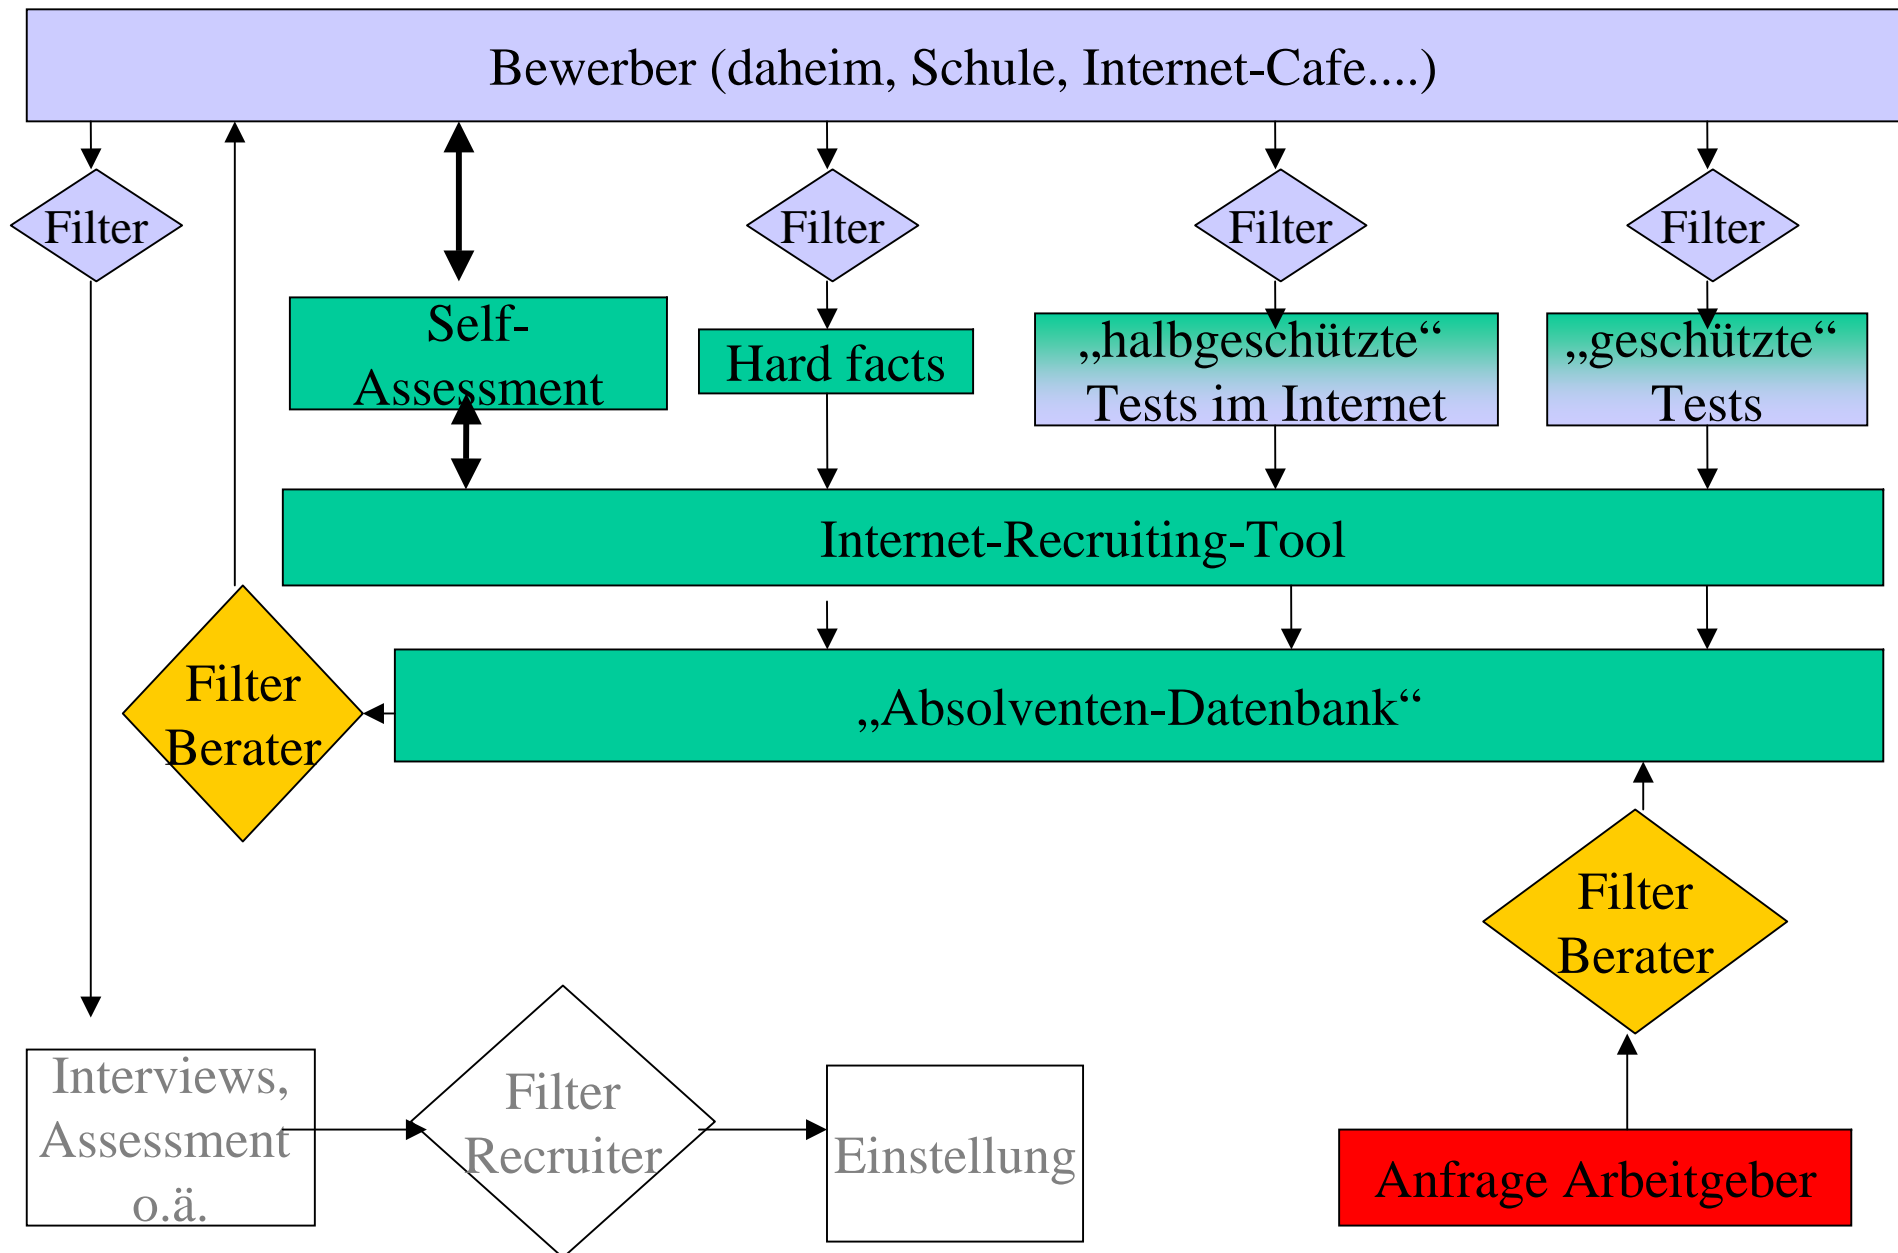 Bewerber (daheim, Schule, Internet-Cafe....)
Filter
Filter
Filter
Filter
Self-
Assessment
Hard facts
„halbgeschützte“
Tests im Internet
„geschützte“
Tests
Internet-Recruiting-Tool
Filter
Berater
„Absolventen-Datenbank“
Filter
Berater
Interviews,
Assessment
o.ä.
Filter
Recruiter
Einstellung
Anfrage Arbeitgeber